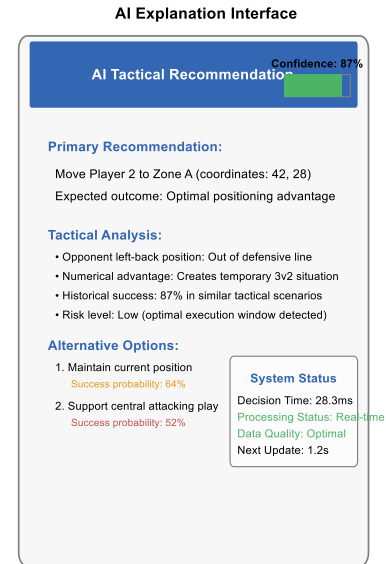 AI Explanation Interface
Confidence: 87%
AI Tactical Recommendation
Primary Recommendation:
Move Player 2 to Zone A (coordinates: 42, 28)
Expected outcome: Optimal positioning advantage
Tactical Analysis:
• Opponent left-back position: Out of defensive line
• Numerical advantage: Creates temporary 3v2 situation
• Historical success: 87% in similar tactical scenarios
• Risk level: Low (optimal execution window detected)
Alternative Options:
1. Maintain current position
Success probability: 64%
2. Support central attacking play
Success probability: 52%
System Status
Decision Time: 28.3ms
Processing Status: Real-time
Data Quality: Optimal
Next Update: 1.2s